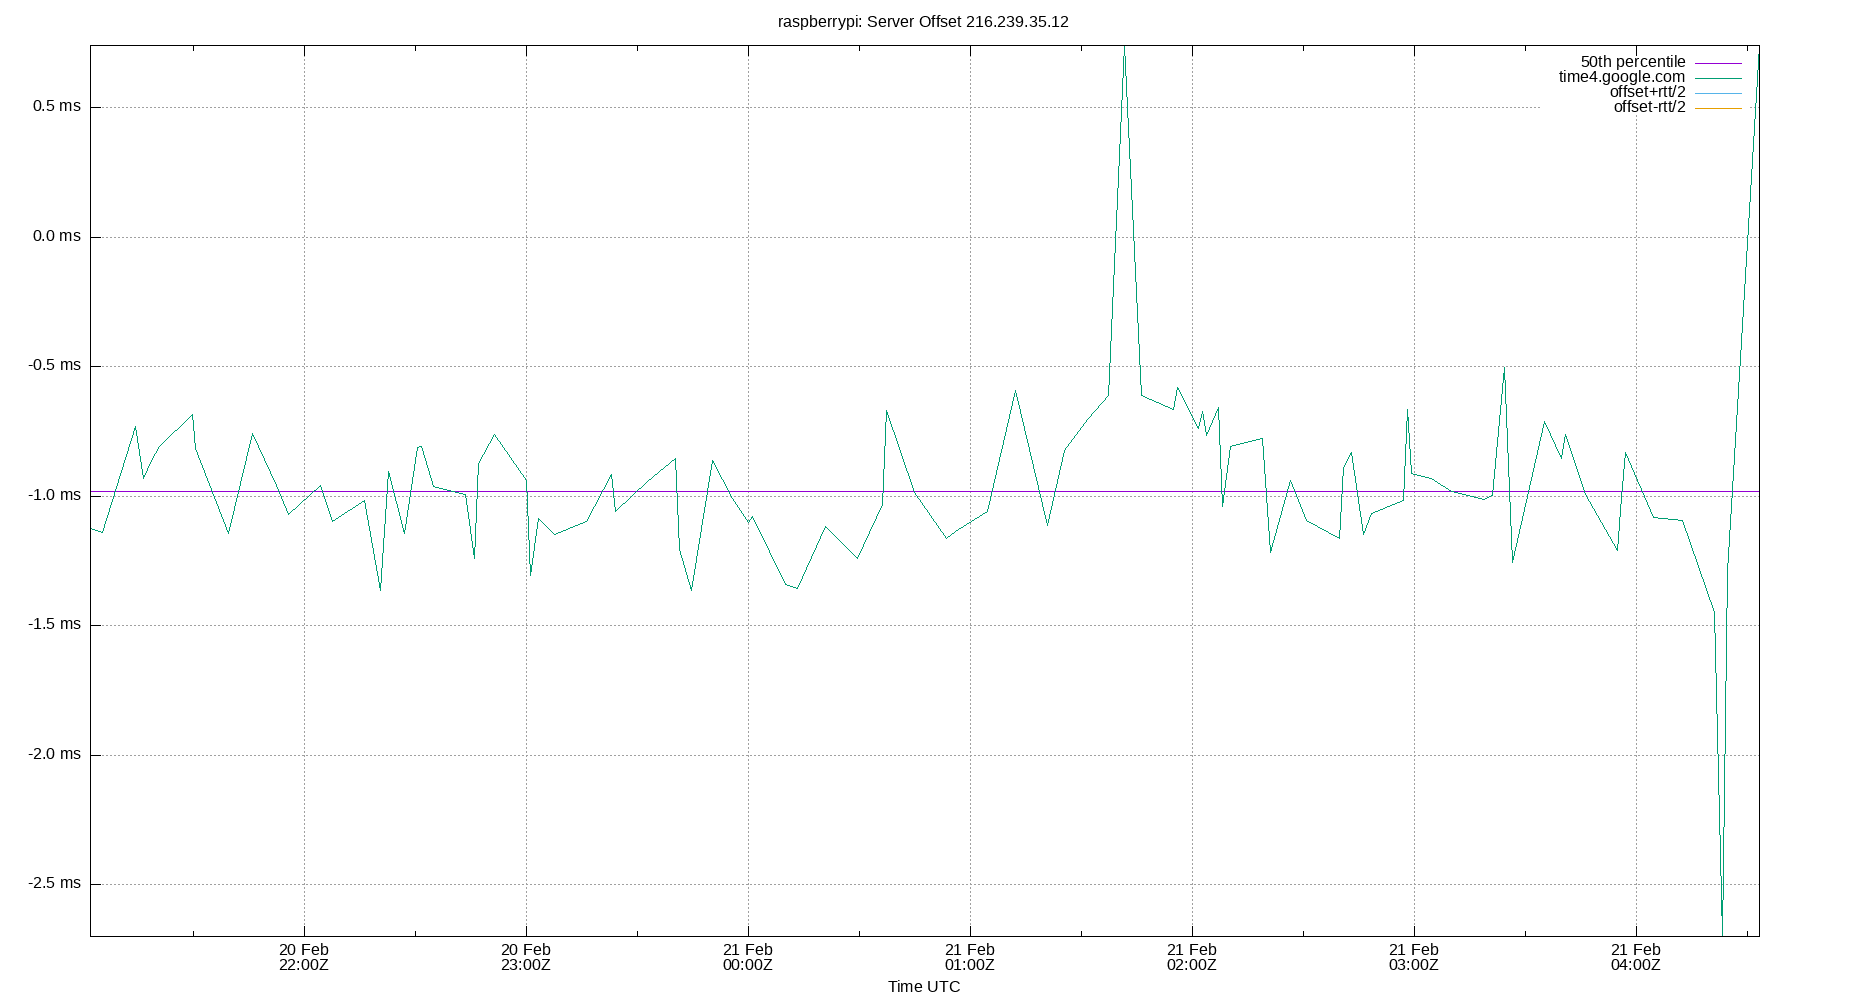 raspberrypi: Server Offset 216.239.35.12
50th percentile
time4.google.com
offset+rtt/2
offset-rtt/2
0.5 ms
0.0 ms
-0.5 ms
-1.0 ms
-1.5 ms
-2.0 ms
-2.5 ms
20 Feb 20 Feb 21 Feb 21 Feb 21 Feb 21 Feb 21 Feb
22:00Z 23:00Z 00:00Z 01:00Z 02:00Z 03:00Z 04:00Z
Time UTC